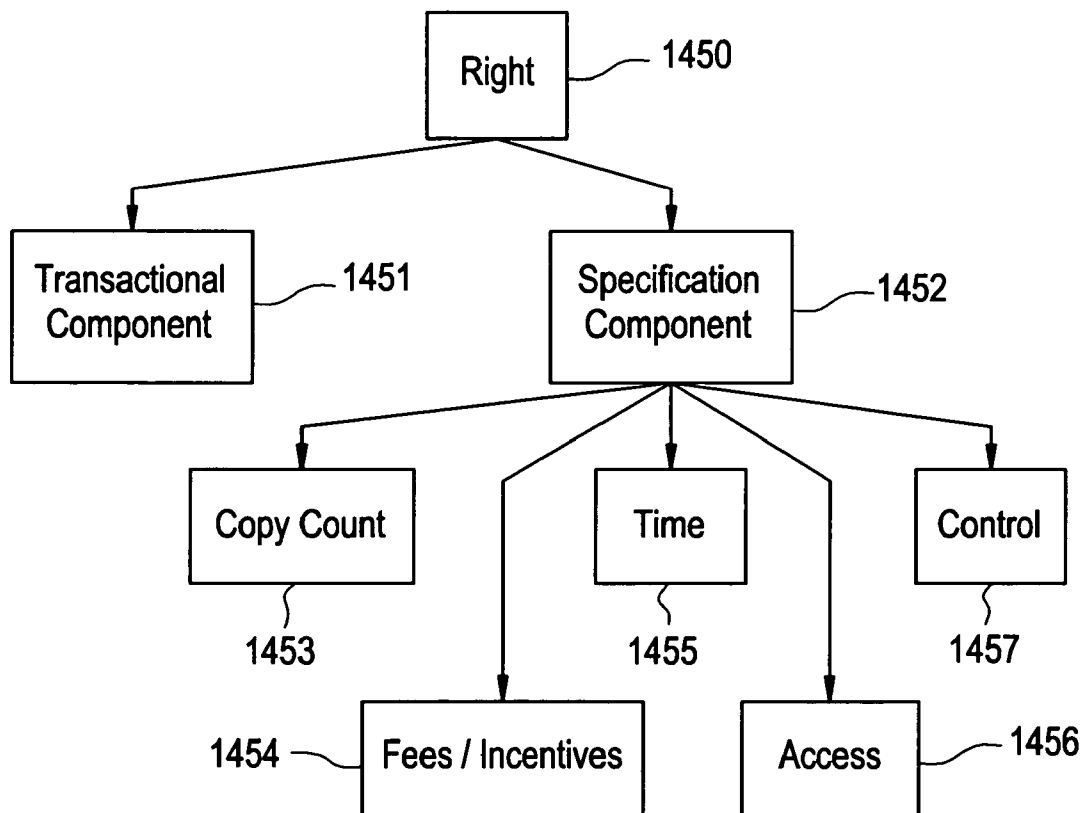 Right
1450
Transactional
Component
1451
Specification
Component
1452
Copy Count
1453
Time
1455
Control
1457
1454
Fees / Incentives
Access
1456